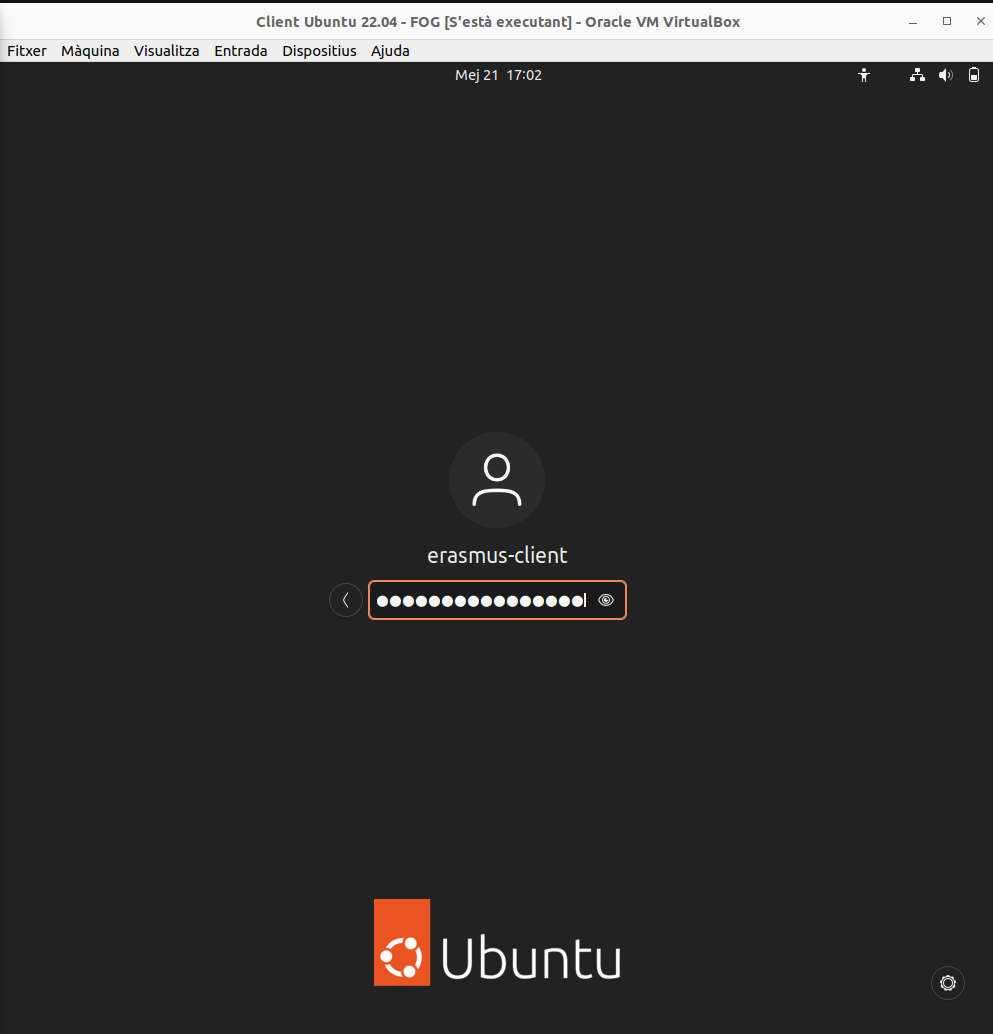 Client Ubuntu 22.04 - FOG [S'està executant] - Oracle VM VirtualBox
Fitxer Màquina Visualitza Entrada Dispositius Ajuda
Mej 21 17:02
erasmus-client
Ubuntu